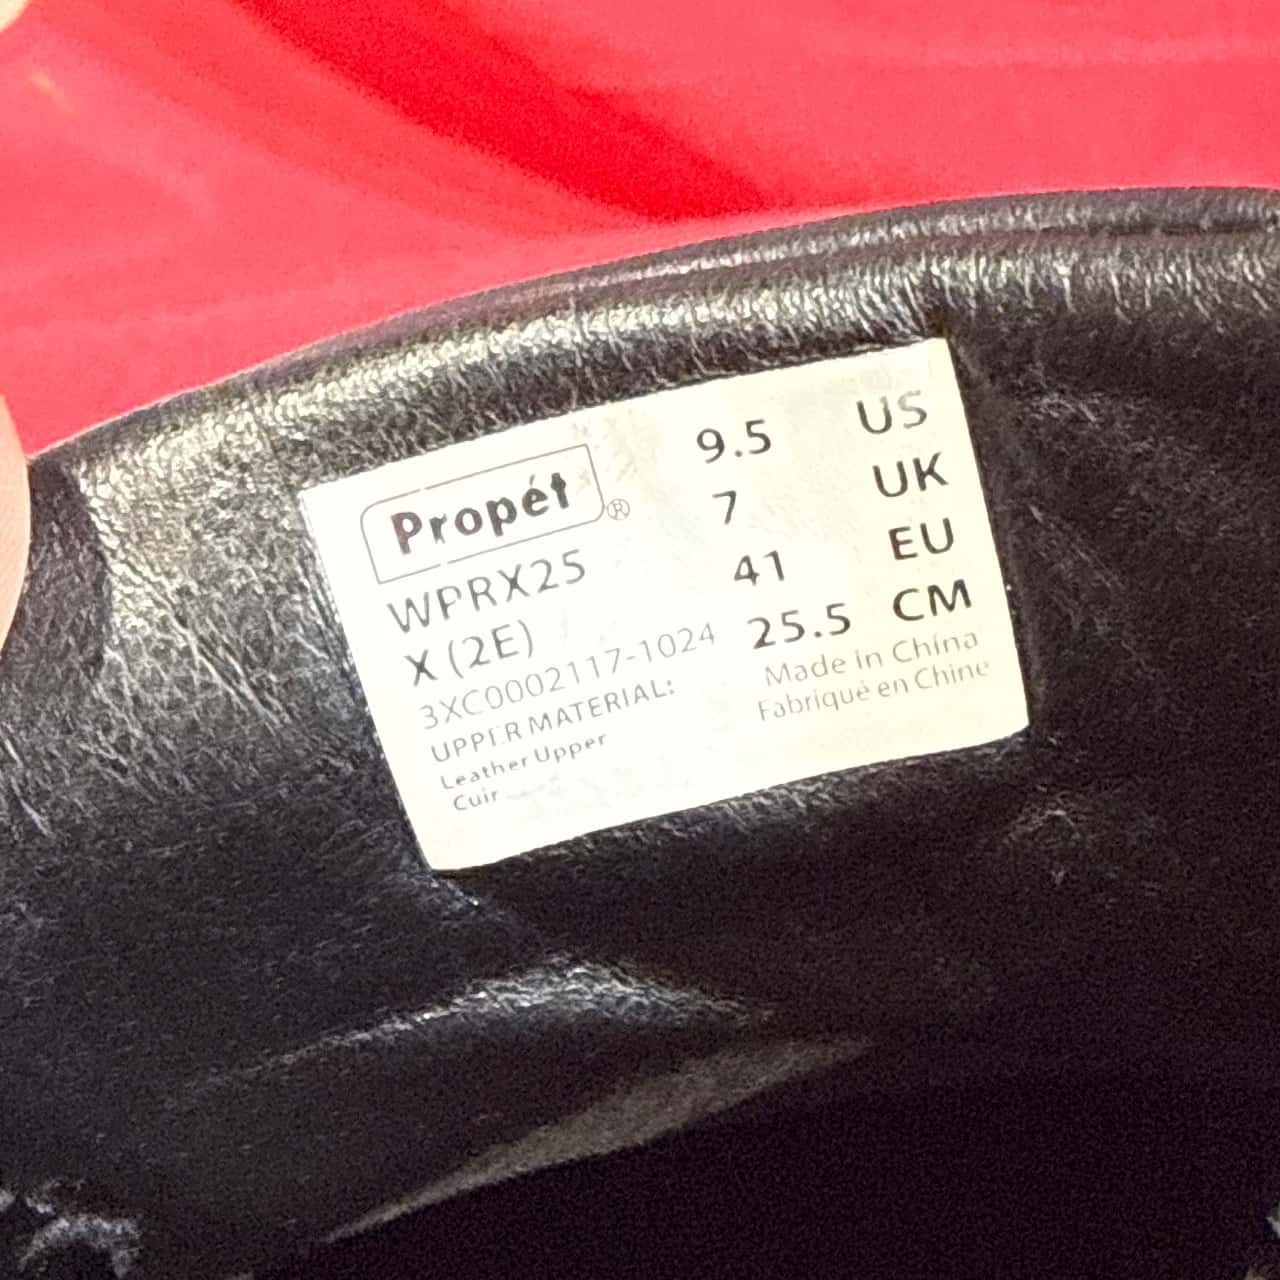 Propét®
WPRX25
X (2E)
3XC0002117-1024
UPPER MATERIAL:
Leather Upper
Cuir
9.5 US
7 UK
41 EU
25.5 CM
Made in China
Fabriqué en Chine